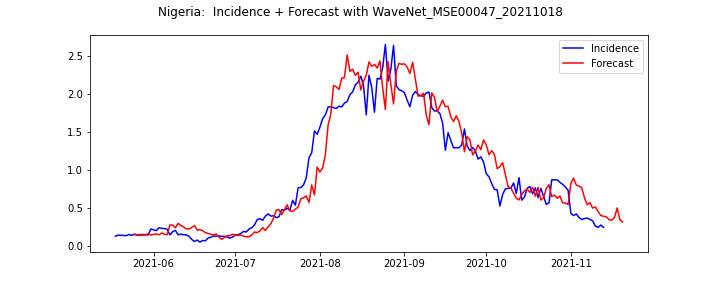 Nigeria:  Incidence + Forecast with WaveNet_MSE00047_20211018
Incidence
Forecast
2.5
2.0
1.5
1.0
0.5
0.0
2021-06 2021-07 2021-08 2021-09 2021-10 2021-11